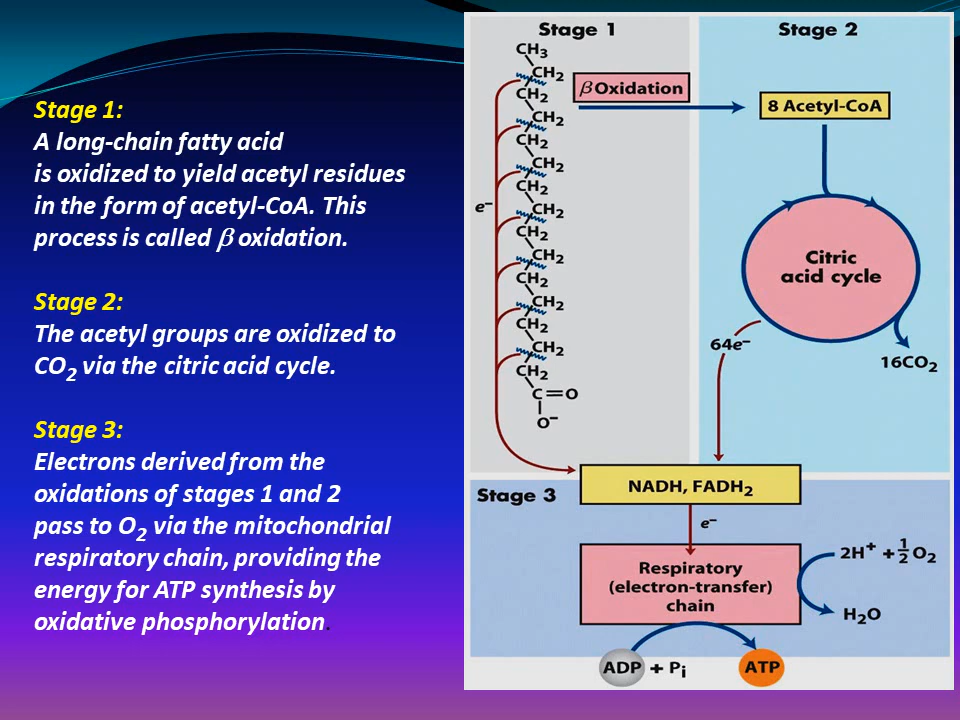 Stage 1:
A long-chain fatty acid
is oxidized to yield acetyl residues
in the form of acetyl-CoA. This
process is called β oxidation.
Stage 2:
The acetyl groups are oxidized to
CO₂ via the citric acid cycle.
Stage 3:
Electrons derived from the
oxidations of stages 1 and 2
pass to O₂ via the mitochondrial
respiratory chain, providing the
energy for ATP synthesis by
oxidative phosphorylation.
Stage 1
CH₃
CH₂
CH₂
CH₂
CH₂
CH₂
CH₂
CH₂
CH₂
CH₂
CH₂
CH₂
CH₂
CH₂
CH₂
C=O
O⁻
e⁻
β Oxidation
Stage 2
8 Acetyl-CoA
Citric
acid cycle
64e⁻
16CO₂
Stage 3
NADH, FADH₂
e⁻
Respiratory
(electron-transfer)
chain
2H⁺ + ½O₂
H₂O
ADP + Pᵢ
ATP